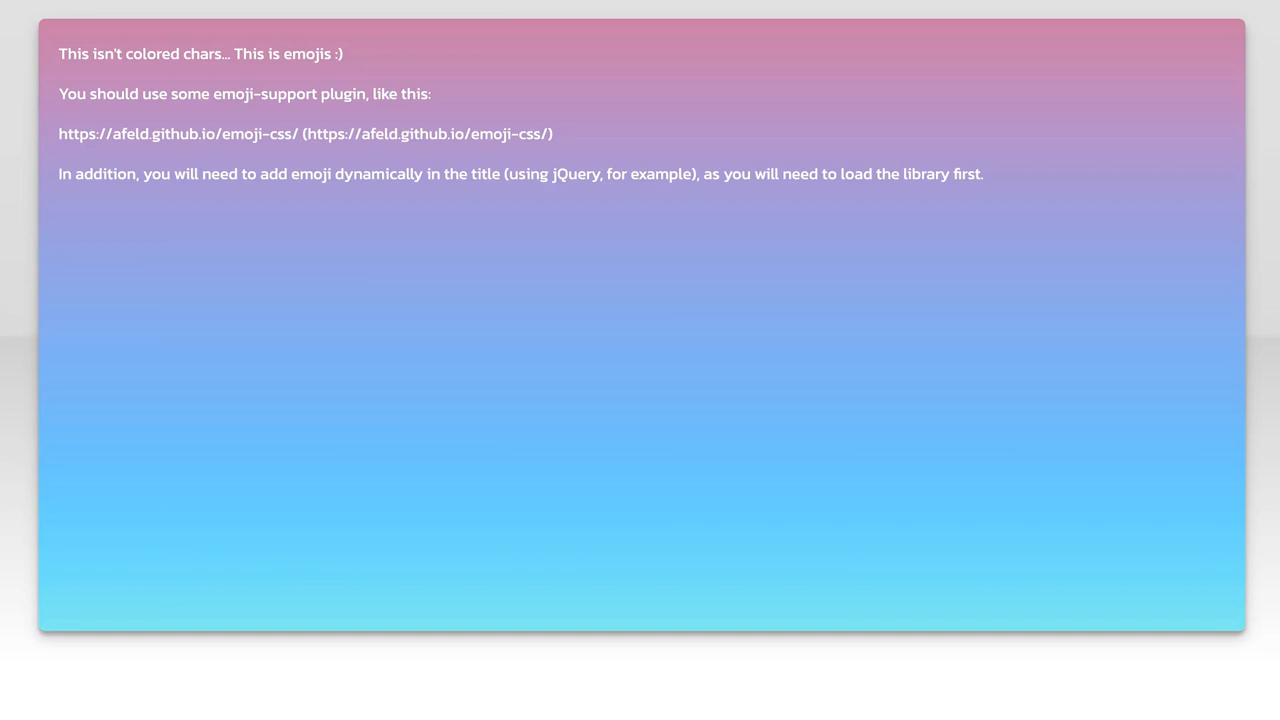 This isn't colored chars... This is emojis :)
You should use some emoji-support plugin, like this:
https://afeld.github.io/emoji-css/ (https://afeld.github.io/emoji-css/)
In addition, you will need to add emoji dynamically in the title (using jQuery, for example), as you will need to load the library first.